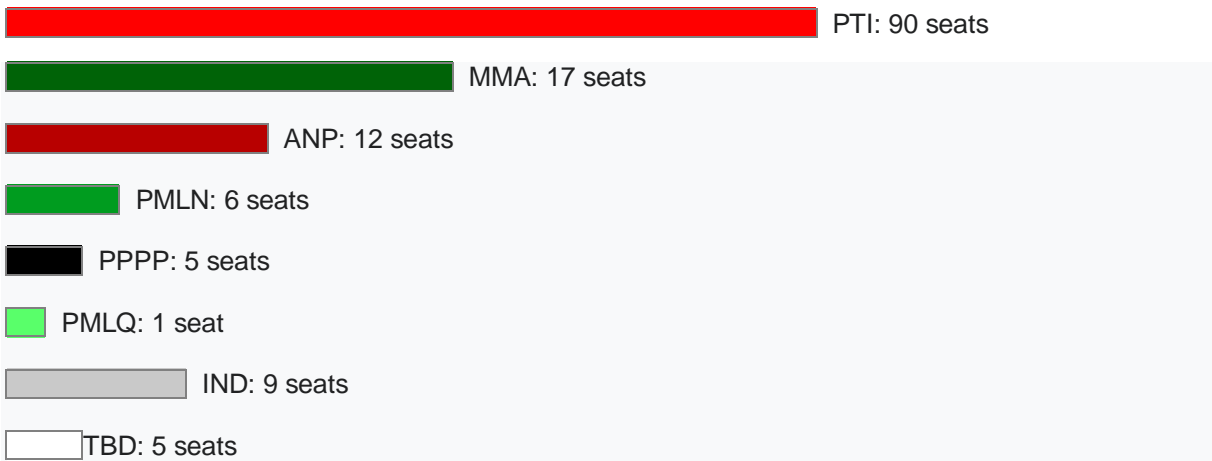 PTI: 90 seats
MMA: 17 seats
ANP: 12 seats
PMLN: 6 seats
PPPP: 5 seats
PMLQ: 1 seat
IND: 9 seats
TBD: 5 seats